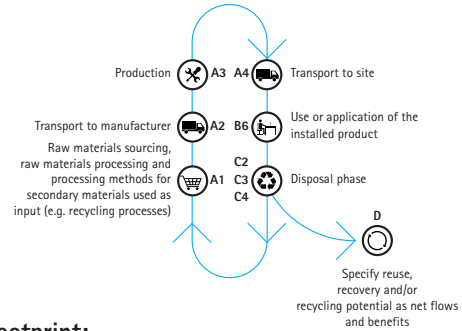 Production A3 A4 Transport to site
Transport to manufacturer A2 B6 Use or application of the
installed product
Raw materials sourcing,
raw materials processing and
processing methods for
secondary materials used as
input (e.g. recycling processes)
A1
C2
C3
C4
Disposal phase
D
Specify reuse,
recovery and/or
recycling potential as net flows
and benefits